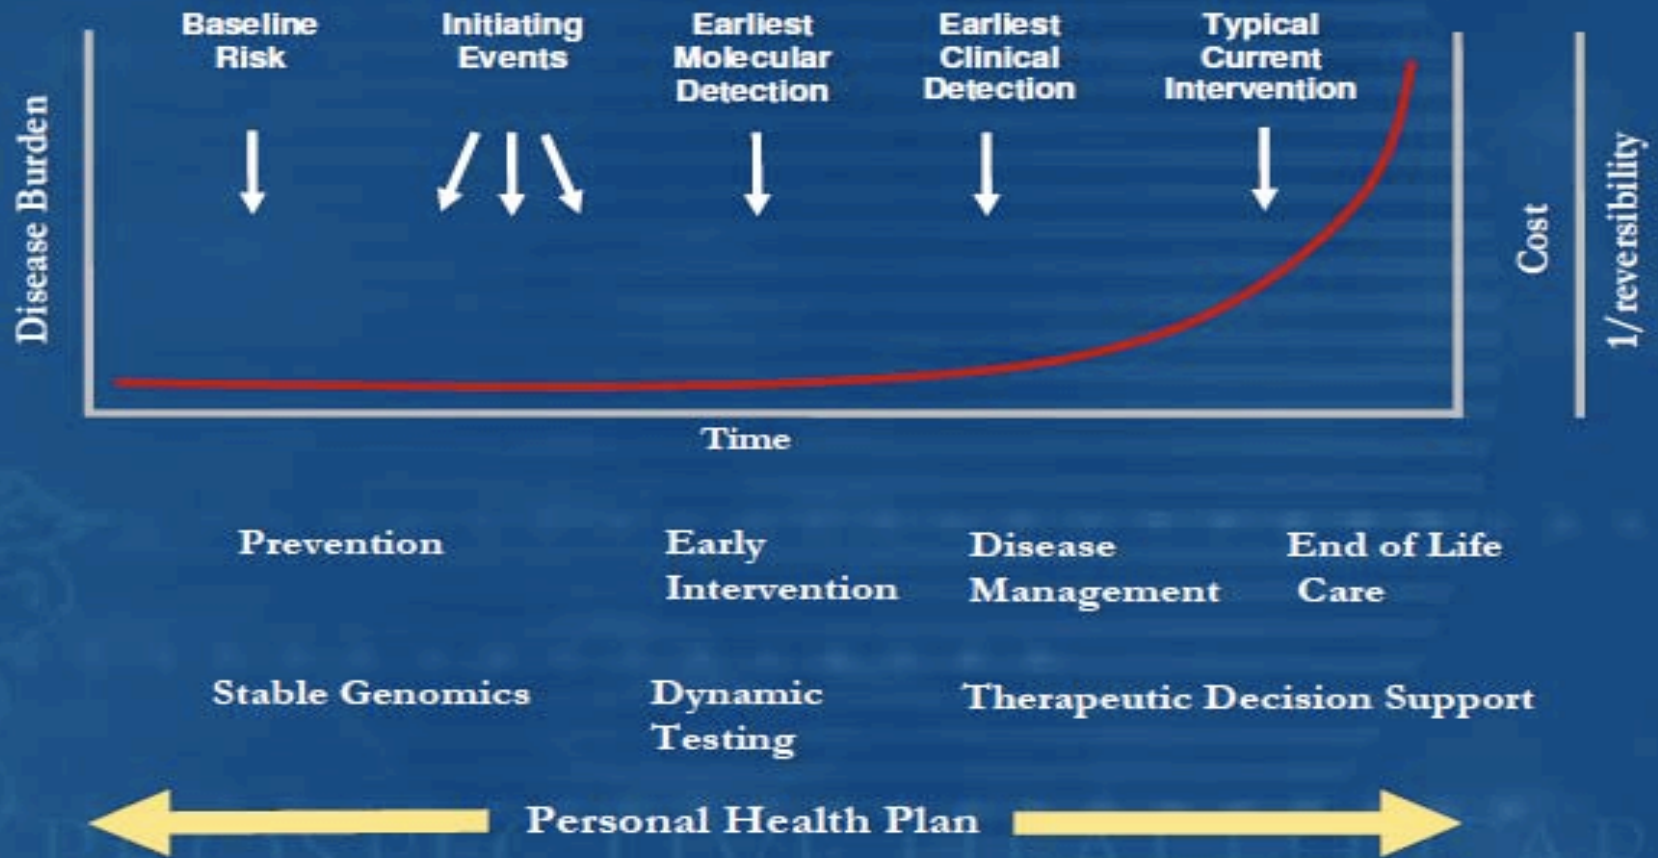 Baseline
Risk
Initiating
Events
Earliest
Molecular
Detection
Earliest
Clinical
Detection
Typical
Current
Intervention
Disease Burden
Cost
1/reversibility
Time
Prevention
Early
Intervention
Disease
Management
End of Life
Care
Stable Genomics
Dynamic
Testing
Therapeutic Decision Support
Personal Health Plan